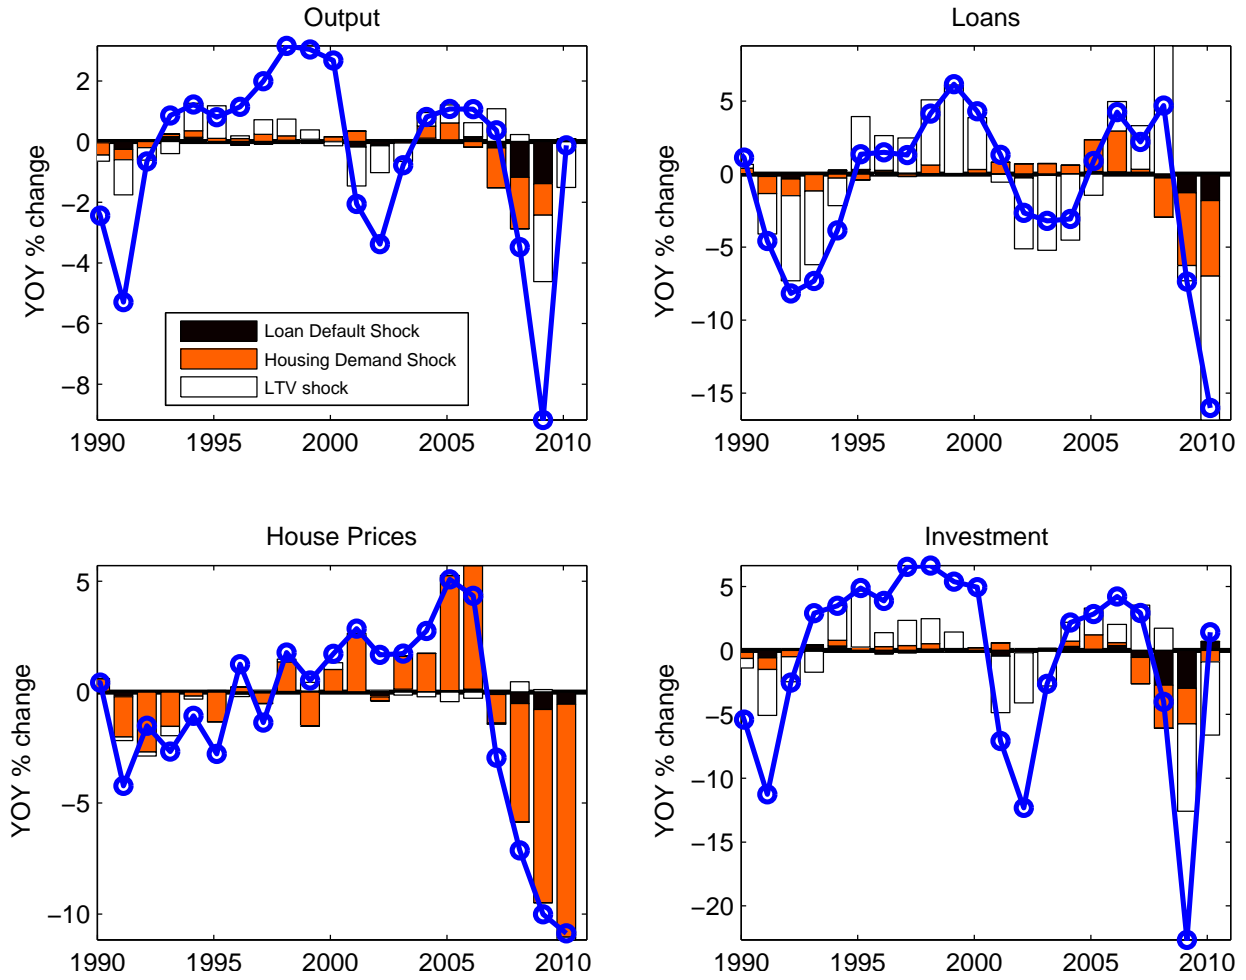 Output
YOY % change
2
0
−2
−4
−6
−8
Loan Default Shock
Housing Demand Shock
LTV shock
1990 1995 2000 2005 2010
Loans
YOY % change
5
0
−5
−10
−15
1990 1995 2000 2005 2010
House Prices
YOY % change
5
0
−5
−10
1990 1995 2000 2005 2010
Investment
YOY % change
5
0
−5
−10
−15
−20
1990 1995 2000 2005 2010